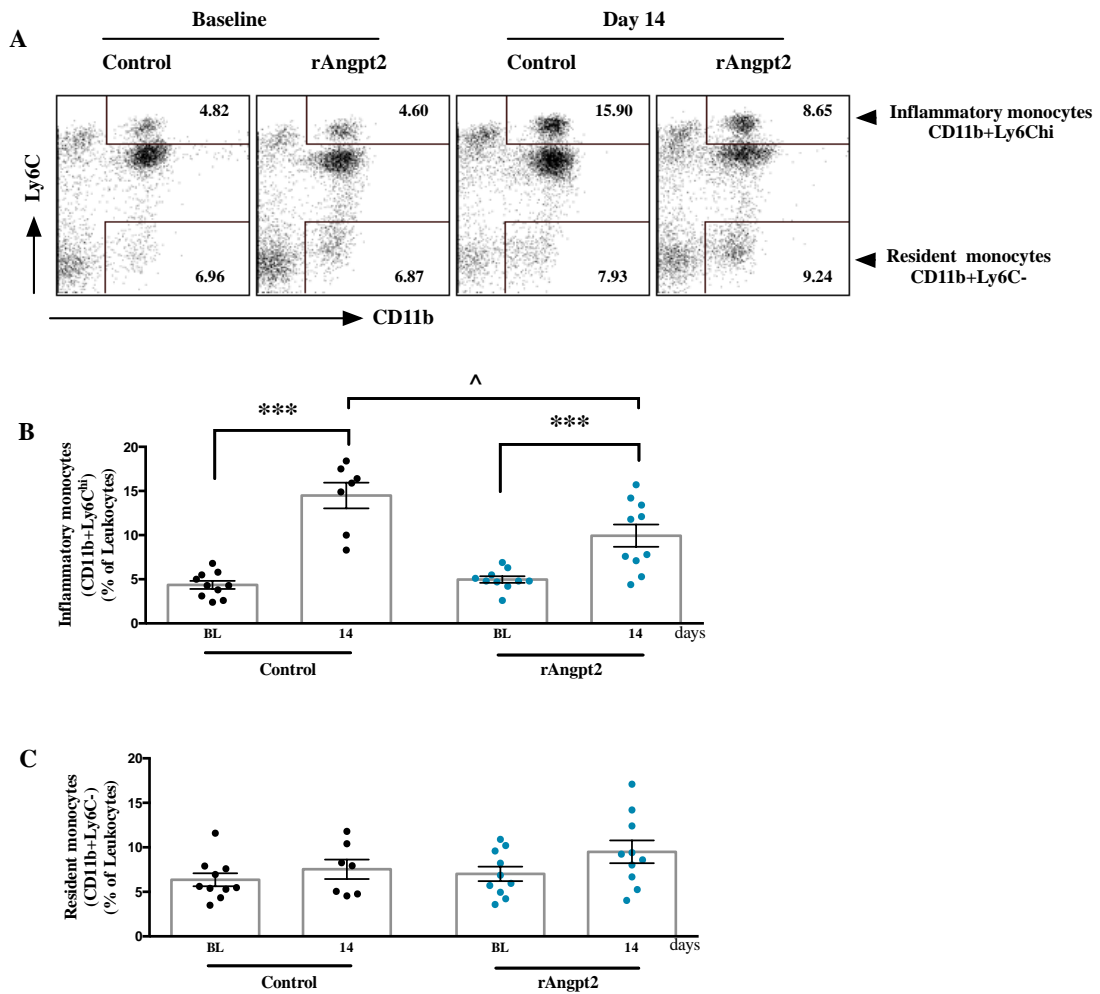 A
Baseline
Day 14
Control
rAngpt2
Control
rAngpt2
Ly6C
4.82
4.60
15.90
8.65
6.96
6.87
7.93
9.24
Inflammatory monocytes
CD11b+Ly6Chi
Resident monocytes
CD11b+Ly6C-
CD11b
B
Inflammatory monocytes
(CD11b+Ly6Chi)
(% of Leukocytes)
20
15
10
5
0
***
^
***
BL
14
BL
14
days
Control
rAngpt2
C
Resident monocytes
(CD11b+Ly6C-)
(% of Leukocytes)
20
15
10
5
0
BL
14
BL
14
days
Control
rAngpt2